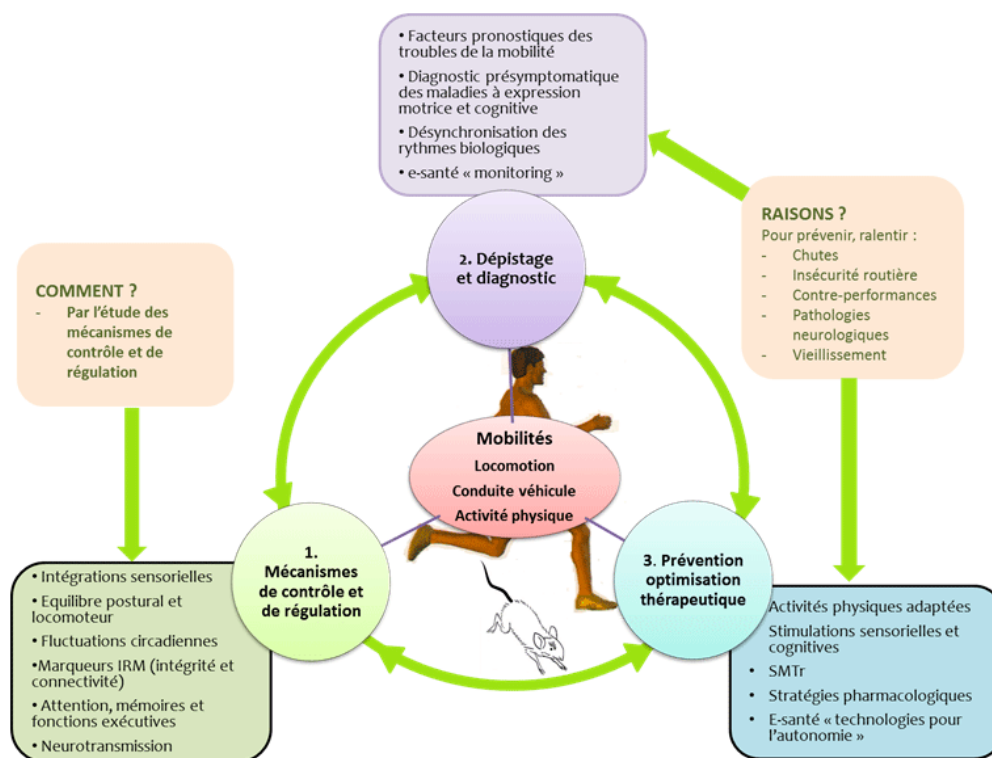 • Facteurs pronostiques des
troubles de la mobilité
• Diagnostic présymptomatique
des maladies à expression
motrice et cognitive
• Désynchronisation des
rythmes biologiques
• e-santé « monitoring »
RAISONS ?
Pour prévenir, ralentir :
- Chutes
- Insécurité routière
- Contre-performances
- Pathologies
neurologiques
- Vieillissement
COMMENT ?
- Par l'étude des
mécanismes de
contrôle et de
régulation
2. Dépistage
et diagnostic
Mobilités
Locomotion
Conduite véhicule
Activité physique
1.
Mécanismes
de contrôle et
de régulation
3. Prévention
optimisation
thérapeutique
• Intégrations sensorielles
• Equilibre postural et
locomoteur
• Fluctuations circadiennes
•Marqueurs IRM (intégrité et
connectivité)
• Attention, mémoires et
fonctions exécutives
• Neurotransmission
Activités physiques adaptées
Stimulations sensorielles et
cognitives
• SMTr
• Stratégies pharmacologiques
• E-santé « technologies pour
l'autonomie »